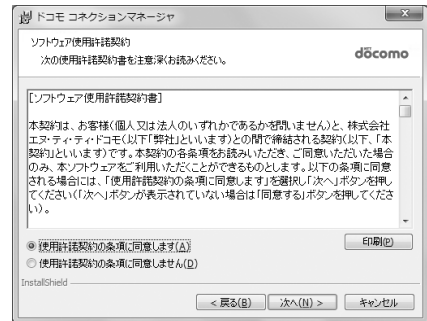 ドコモ コネクションマネージャ
ソフトウェア使用許諾契約
次の使用許諾契約書を注意深くお読みください。
döcomo
[ソフトウェア使用許諾契約書]
本契約は、お客様(個人又は法人のいずれかであるかを問いません)と、株式会社
エヌ・ティ・ティ・ドコモ(以下「弊社」といいます)との間で締結される契約(以下、「本
契約」といいます)です。本契約の各条項をお読みいただき、ご同意いただいた場合
のみ、本ソフトウェアをご利用いただくことができるものとします。以下の条項に同意
される場合には、「使用許諾契約の条項に同意します」を選択し「次へ」ボタンを押し
てください(「次へ」ボタンが表示されていない場合は「同意する」ボタンを押してくださ
い)。
使用許諾契約の条項に同意します(A)
印刷(P)
使用許諾契約の条項に同意しません(D)
InstallShield
< 戻る(B)
次へ(N) >
キャンセル